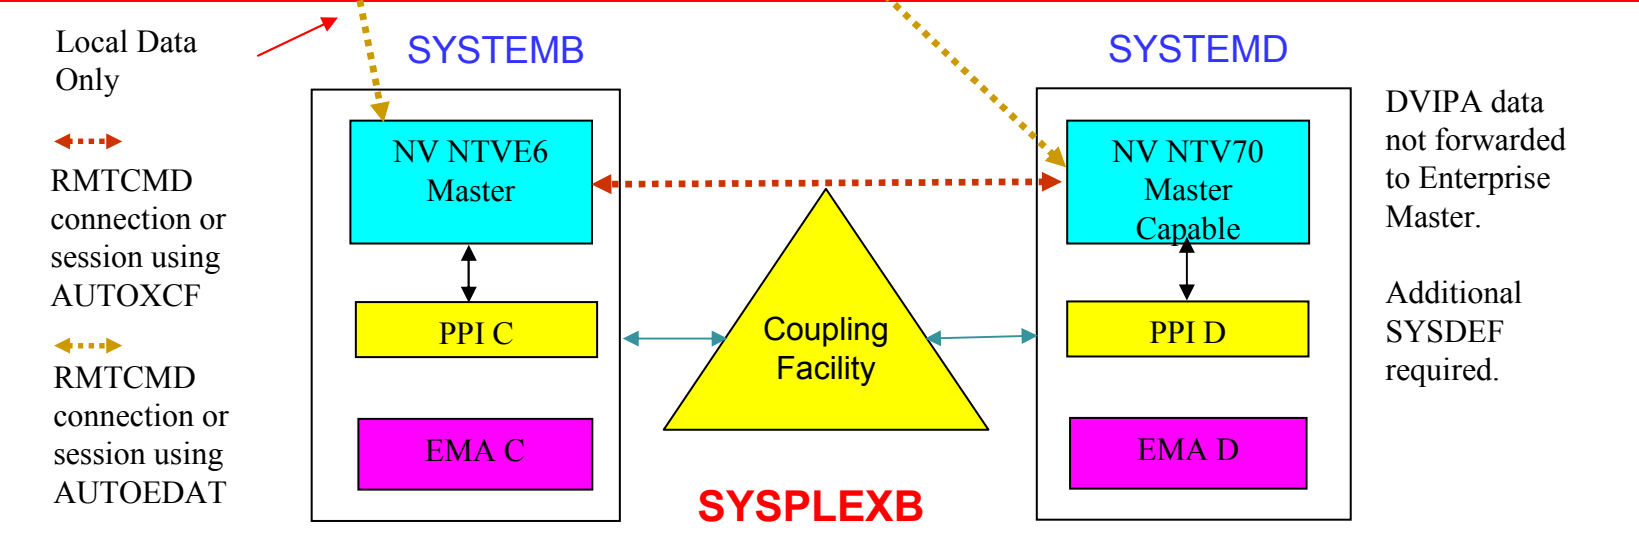 Local Data
Only
RMTCMD
connection or
session using
AUTOXCF
RMTCMD
connection or
session using
AUTOEDAT
SYSTEMB
NV NTVE6
Master
PPI C
EMA C
Coupling
Facility
SYSPLEXB
SYSTEMD
NV NTV70
Master
Capable
PPI D
EMA D
DVIPA data
not forwarded
to Enterprise
Master.
Additional
SYSDEF
required.